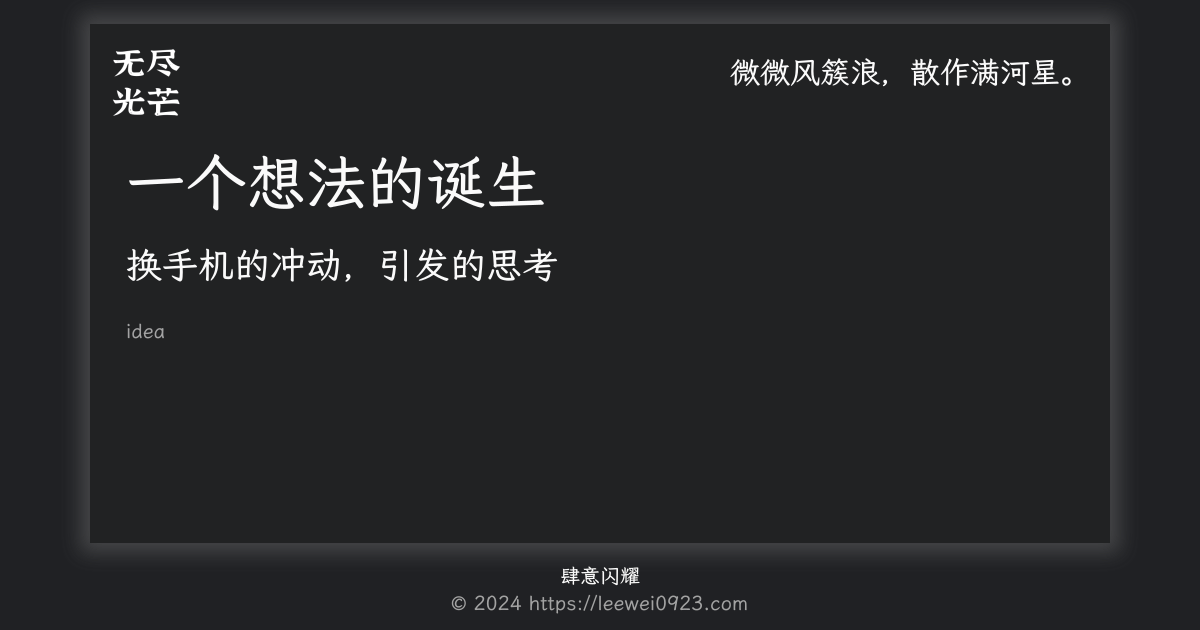 无尽
光芒
微微风簇浪，散作满河星。
一个想法的诞生
换手机的冲动，引发的思考
idea
肆意闪耀
© 2024 https://leewei0923.com